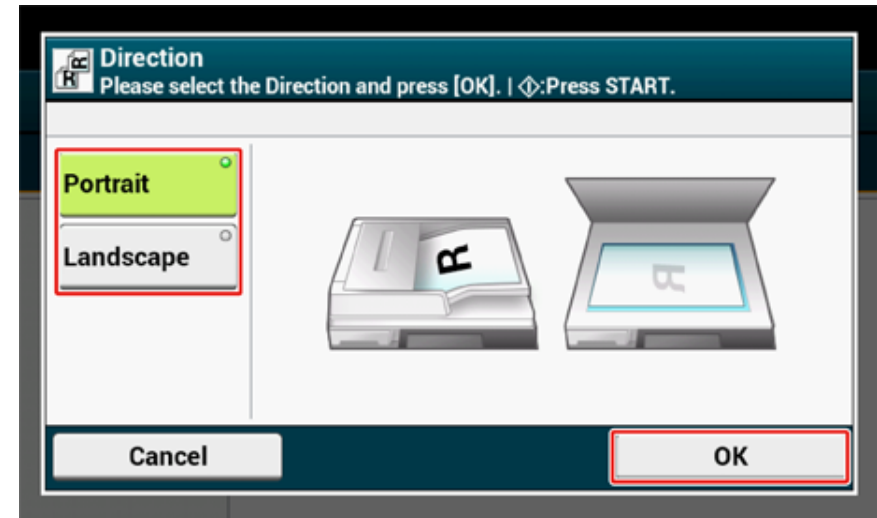 Direction
Please select the Direction and press [OK]. | :Press START.
Portrait
Landscape
R
R
Cancel
OK